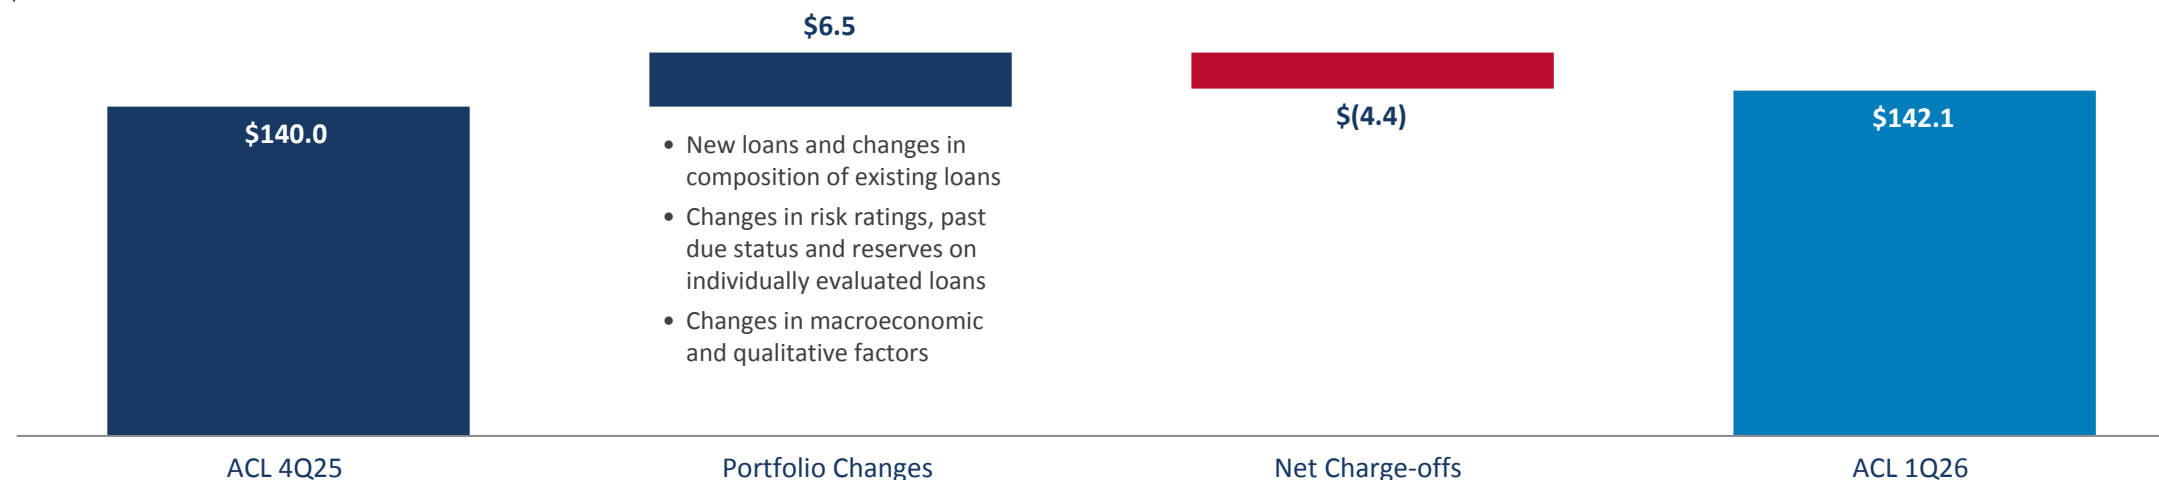 $6.5
$140.0
• New loans and changes in
composition of existing loans
• Changes in risk ratings, past
due status and reserves on
individually evaluated loans
• Changes in macroeconomic
and qualitative factors
$(4.4)
$142.1
ACL 4Q25
Portfolio Changes
Net Charge-offs
ACL 1Q26